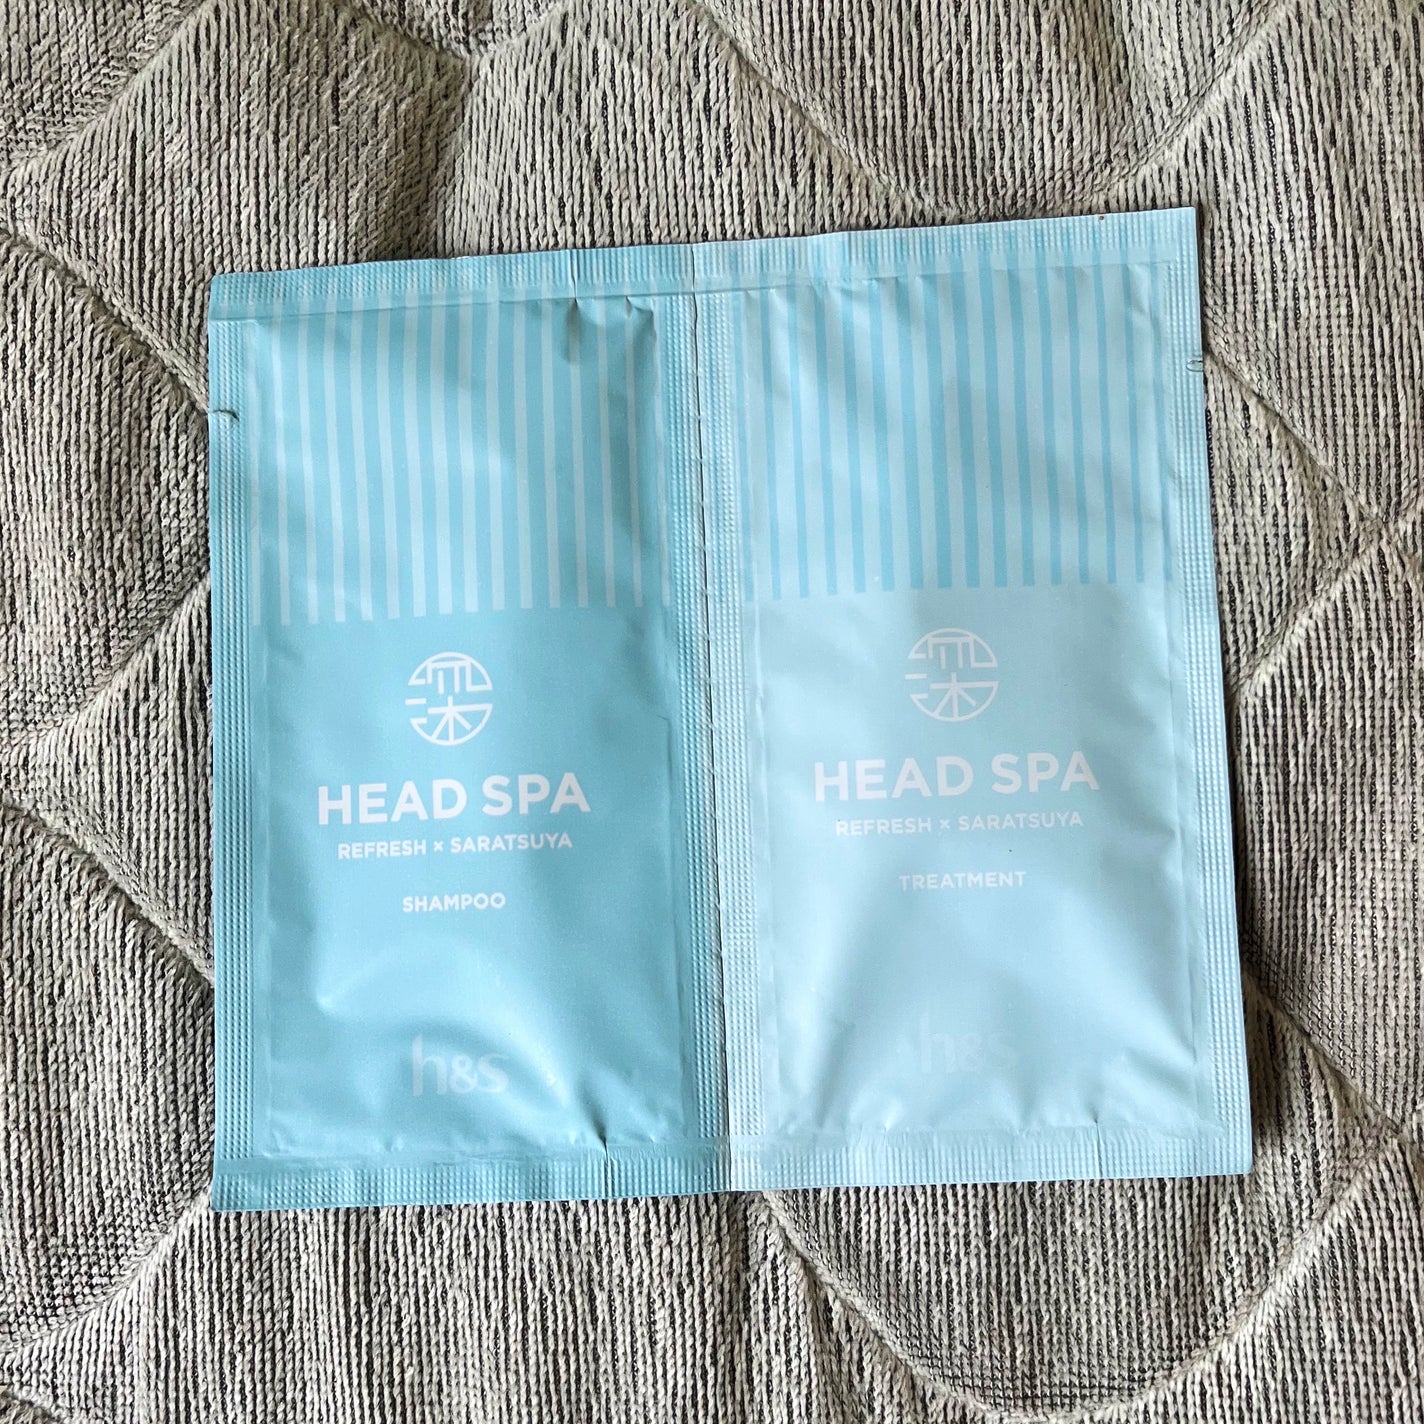 HEAD SPA
REFRESH × SARATSUYA
SHAMPOO
h&s
HEAD SPA
REFRESH × SARATSUYA
TREATMENT
h&s